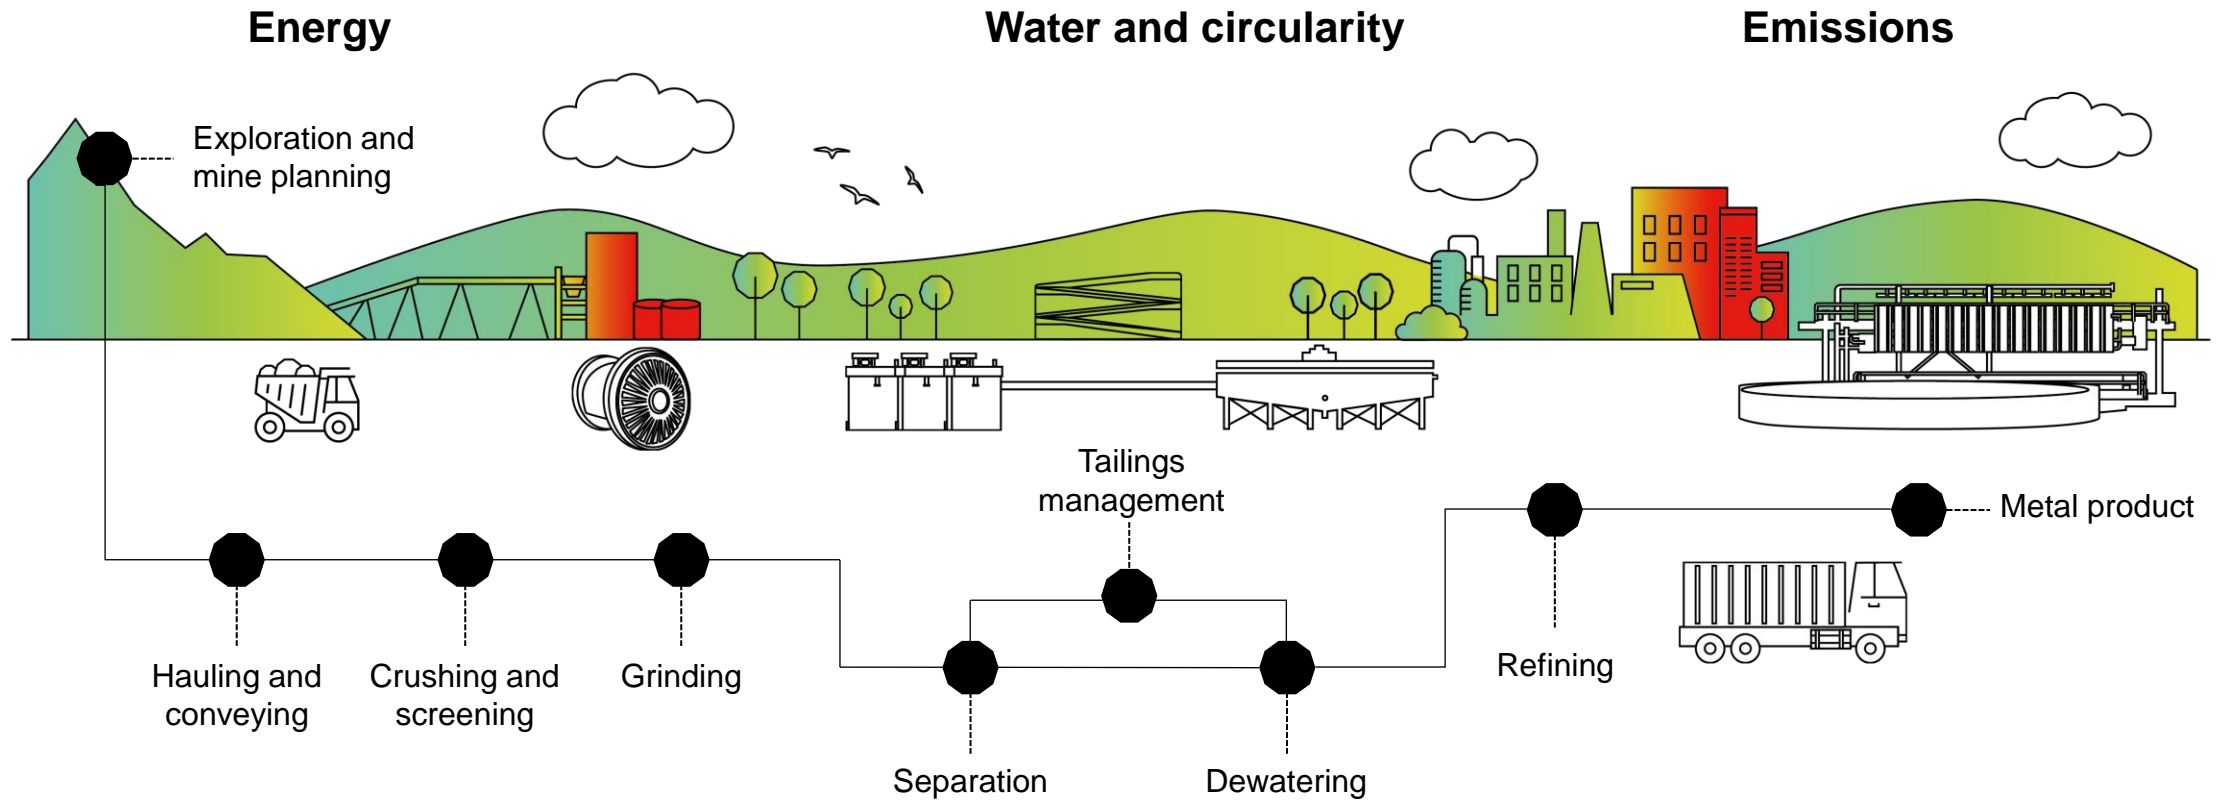 Energy
Water and circularity
Emissions
Exploration and
mine planning
Tailings
management
Metal product
Hauling and
conveying
Crushing and
screening
Grinding
Refining
Separation
Dewatering